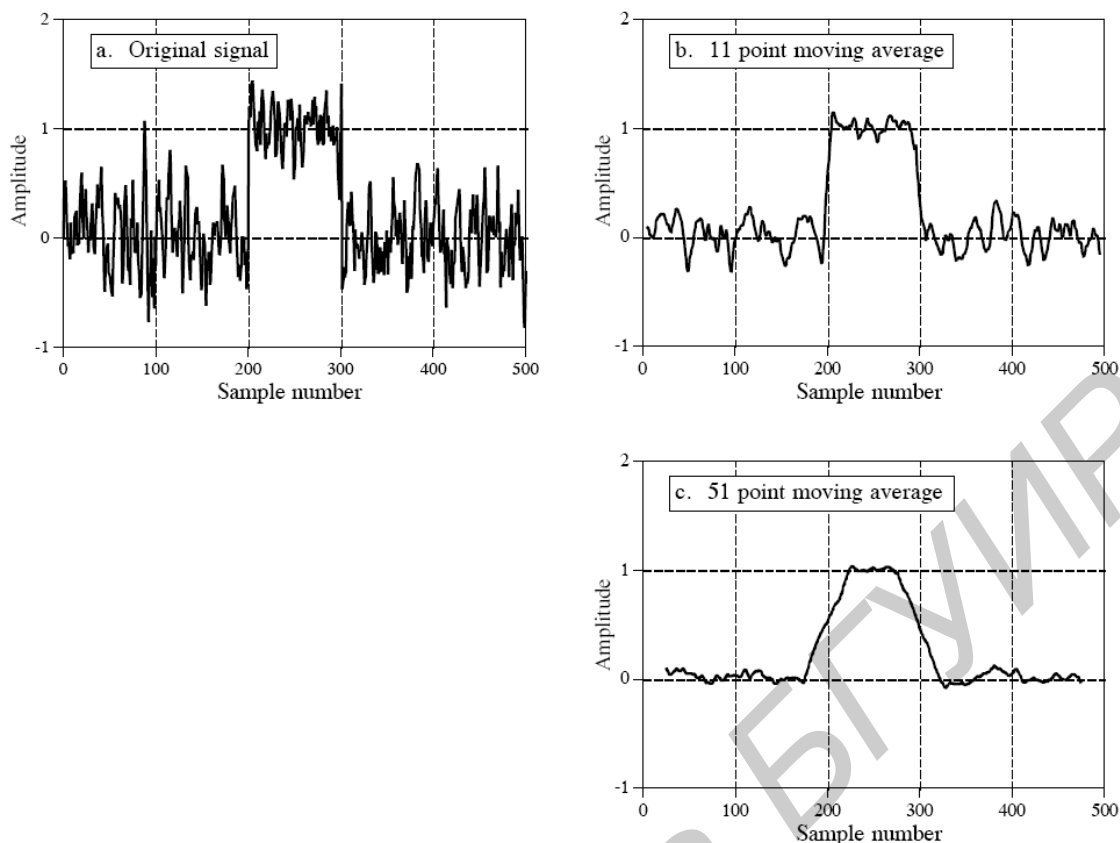 a. Original signal
2
1
0
-1
Amplitude
0 100 200 300 400 500
Sample number
b. 11 point moving average
2
1
0
-1
Amplitude
0 100 200 300 400 500
Sample number
c. 51 point moving average
2
1
0
-1
Amplitude
0 100 200 300 400 500
Sample number
БГУИР